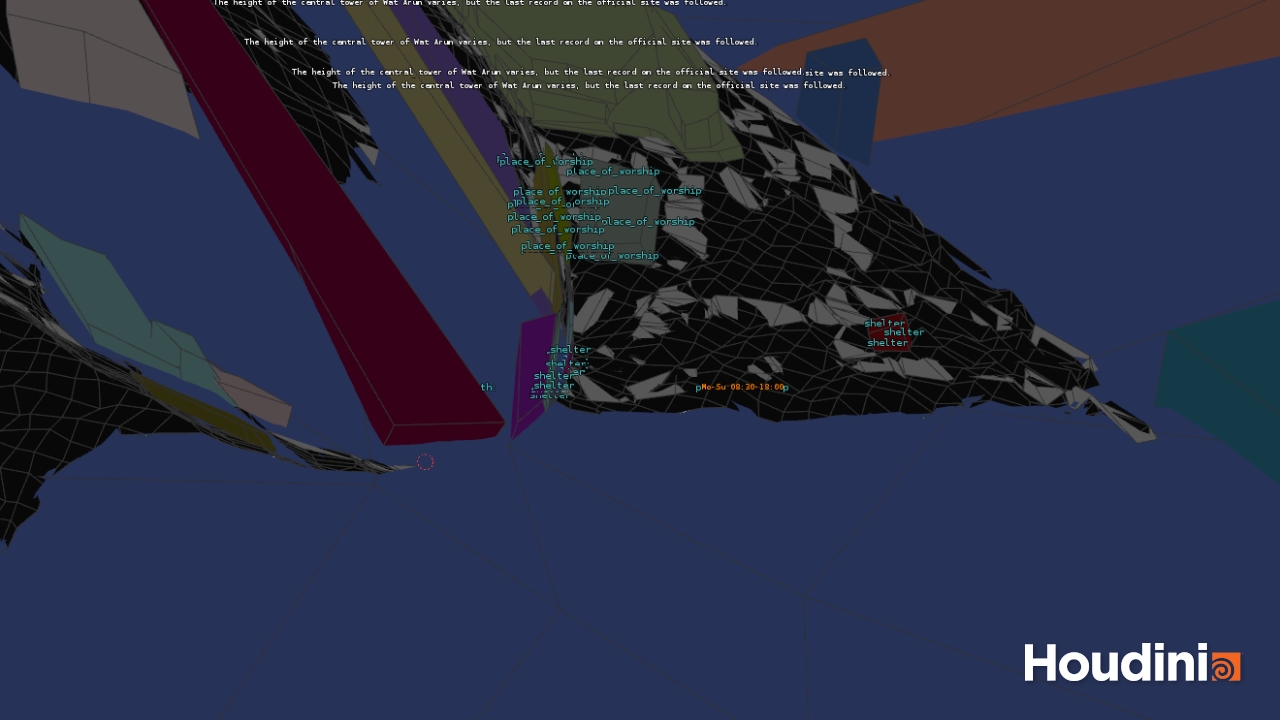 The height of the central tower of Wat Arun varies, but the last record on the official site was followed.
The height of the central tower of Wat Arun varies, but the last record on the official site was followed.
The height of the central tower of Wat Arun varies, but the last record on the official site was followed.
site was followed.
The height of the central tower of Wat Arun varies, but the last record on the official site was followed.
place_of_worship
place_of_worship
place_of_worship
place_of_worship
place_of_worship
place_of_worship
place_of_worship
place_of_worship
place_of_worship
place_of_worship
shelter
shelter
shelter
shelter
shelter
shelter
shelter
th
Mo-Su 08:30-18:00
shelter
shelter
Houdini